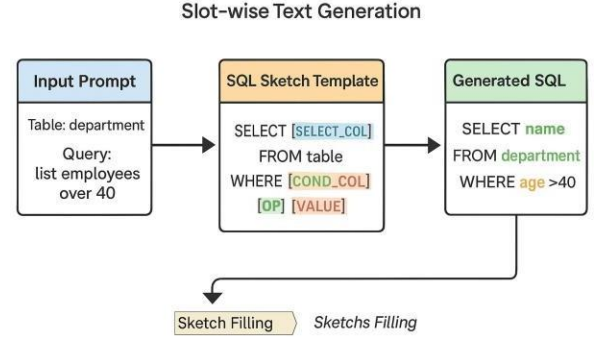 Slot-wise Text Generation
Input Prompt
Table: department
Query:
list employees
over 40
SQL Sketch Template
SELECT [SELECT_COL]
FROM table
WHERE [COND_COL]
[OP] [VALUE]
Generated SQL
SELECT name
FROM department
WHERE age >40
Sketch Filling
Sketchs Filling